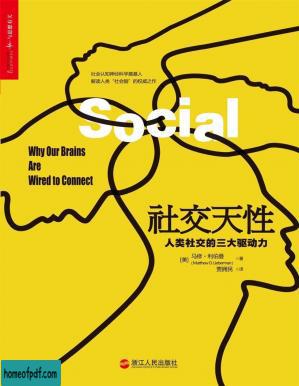 社会认知神经科学奠基人
解读人类“社会脑”的权威之作
Social
Why Our Brains
Are
Wired to Connect
社交天性
人类社交的三大驱动力
[美] 马修·利伯曼 著
(Matthew D. Lieberman)
贾拥民 译
浙江人民出版社
homeofpdf.com